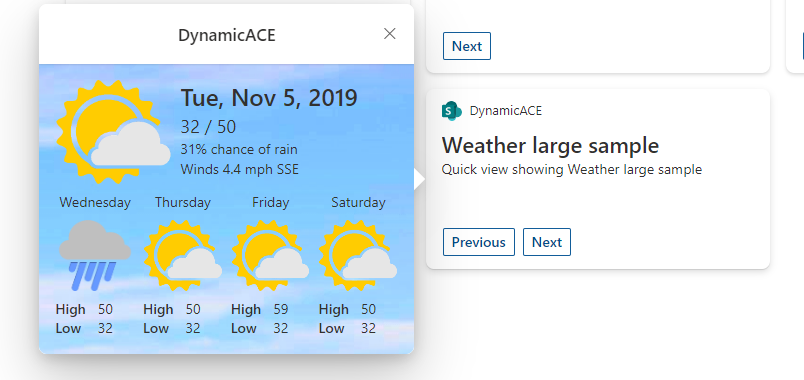 DynamicACE
Tue, Nov 5, 2019
32 / 50
31% chance of rain
Winds 4.4 mph SSE
Wednesday Thursday Friday Saturday
High 50 High 50 High 59 High 50
Low 32 Low 32 Low 32 Low 32
Next
S DynamicACE
Weather large sample
Quick view showing Weather large sample
Previous Next